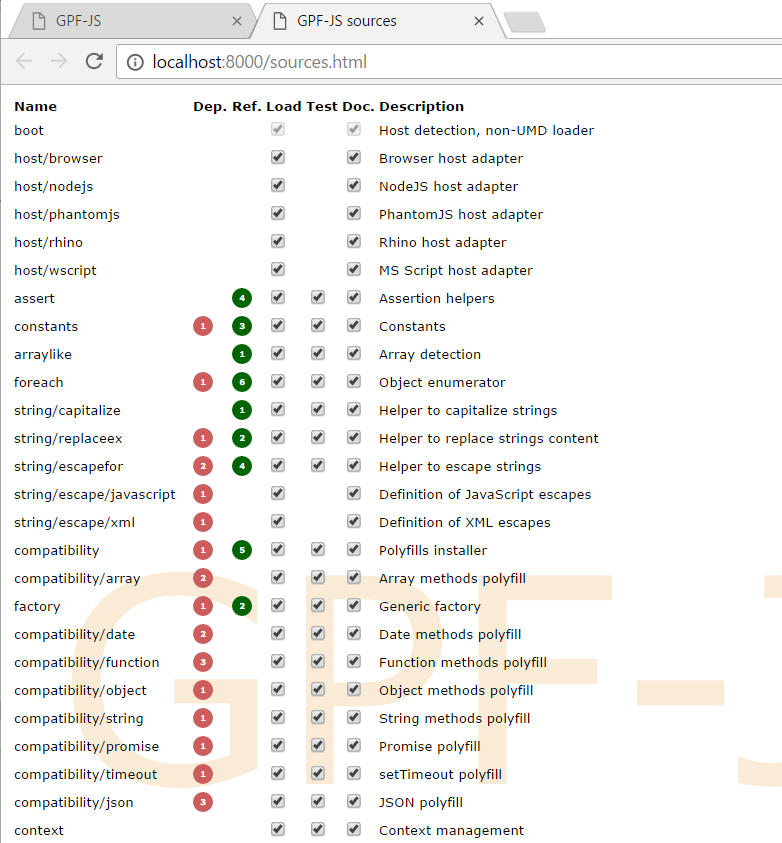 GPF-JS GPF-JS sources
localhost:8000/sources.html
Name Dep. Ref. Load Test Doc. Description
boot Host detection, non-UMD loader
host/browser Browser host adapter
host/nodejs NodeJS host adapter
host/phantomjs PhantomJS host adapter
host/rhino Rhino host adapter
host/wscript MS Script host adapter
assert 4 Assertion helpers
constants 1 3 Constants
arraylike 1 Array detection
foreach 1 6 Object enumerator
string/capitalize 1 Helper to capitalize strings
string/replaceex 1 2 Helper to replace strings content
string/escapefor 2 4 Helper to escape strings
string/escape/javascript 1 Definition of JavaScript escapes
string/escape/xml 1 Definition of XML escapes
compatibility 1 5 Polyfills installer
compatibility/array 2 Array methods polyfill
factory 1 2 Generic factory
compatibility/date 2 Date methods polyfill
compatibility/function 3 Function methods polyfill
compatibility/object 1 Object methods polyfill
compatibility/string 1 String methods polyfill
compatibility/promise 1 Promise polyfill
compatibility/timeout 1 setTimeout polyfill
compatibility/json 3 JSON polyfill
context Context management
GPF-J